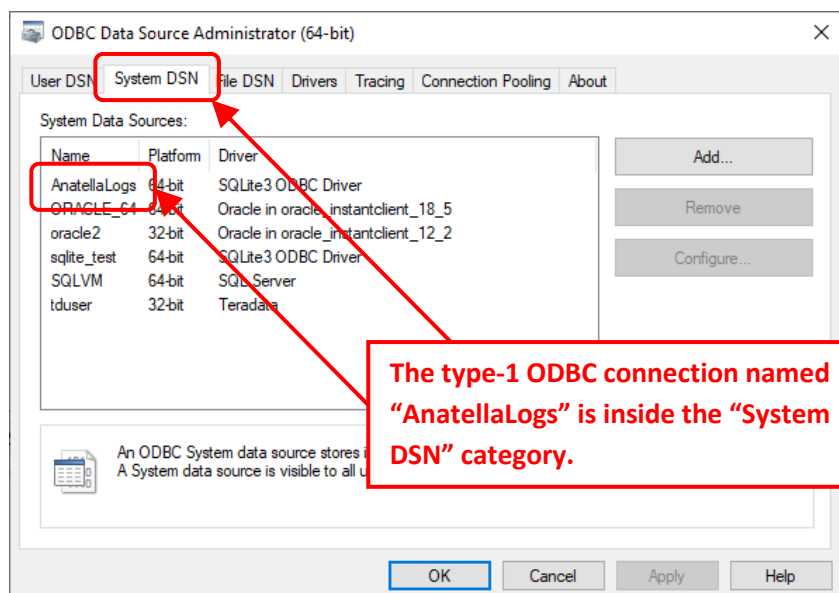 ODBC Data Source Administrator (64-bit)
User DSN System DSN File DSN Drivers Tracing Connection Pooling About
System Data Sources:
Name Platform Driver
AnatellaLogs 64-bit SQLite3 ODBC Driver
ORACLE_64 64-bit Oracle in oracle_instantclient_18_5
oracle2 32-bit Oracle in oracle_instantclient_12_2
sqlite_test 64-bit SQLite3 ODBC Driver
SQLVM 64-bit SQL Server
tduser 32-bit Teradata
Add...
Remove
Configure...
The type-1 ODBC connection named
“AnatellaLogs” is inside the “System
DSN” category.
An ODBC System data source stores
A System data source is visible to all
OK Cancel Apply Help